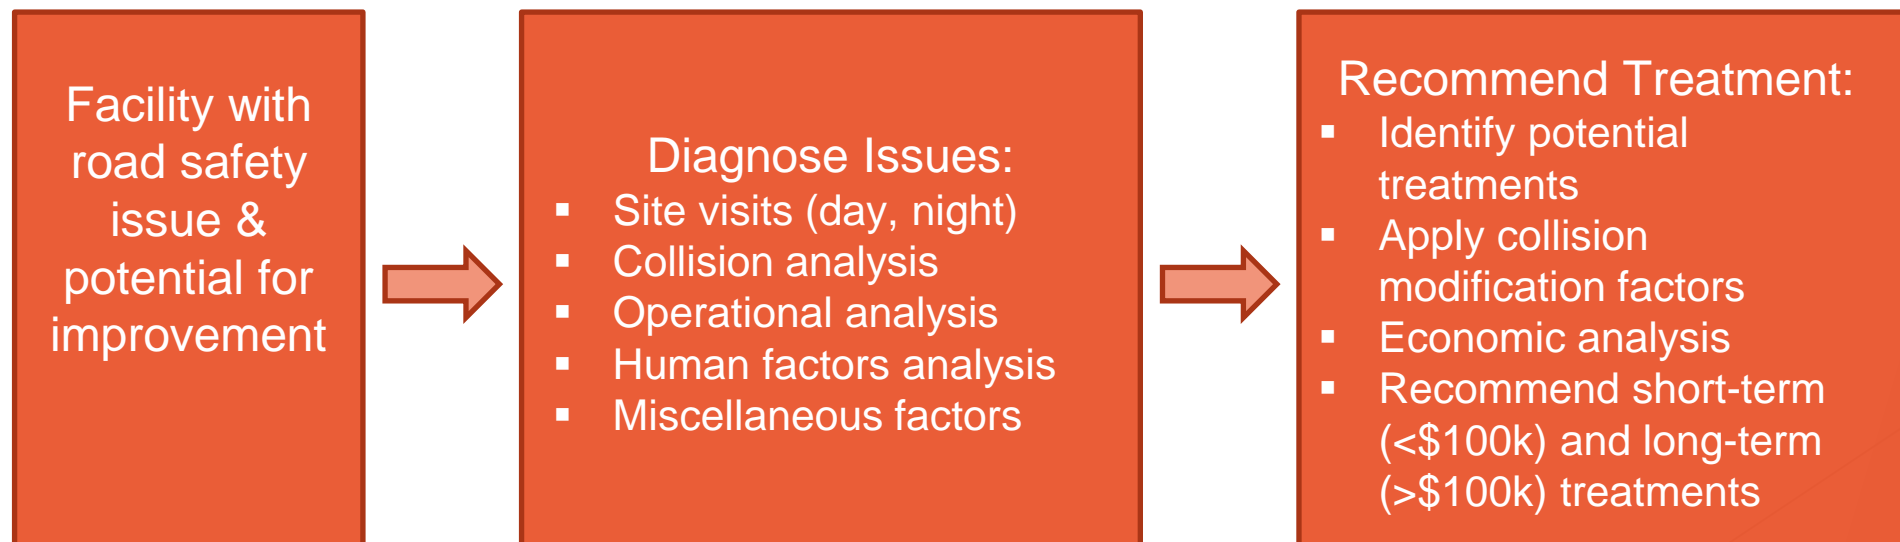 Facility with
road safety
issue &
potential for
improvement
Diagnose Issues:
▪ Site visits (day, night)
▪ Collision analysis
▪ Operational analysis
▪ Human factors analysis
▪ Miscellaneous factors
Recommend Treatment:
▪ Identify potential
treatments
▪ Apply collision
modification factors
▪ Economic analysis
▪ Recommend short-term
(<$100k) and long-term
(>$100k) treatments